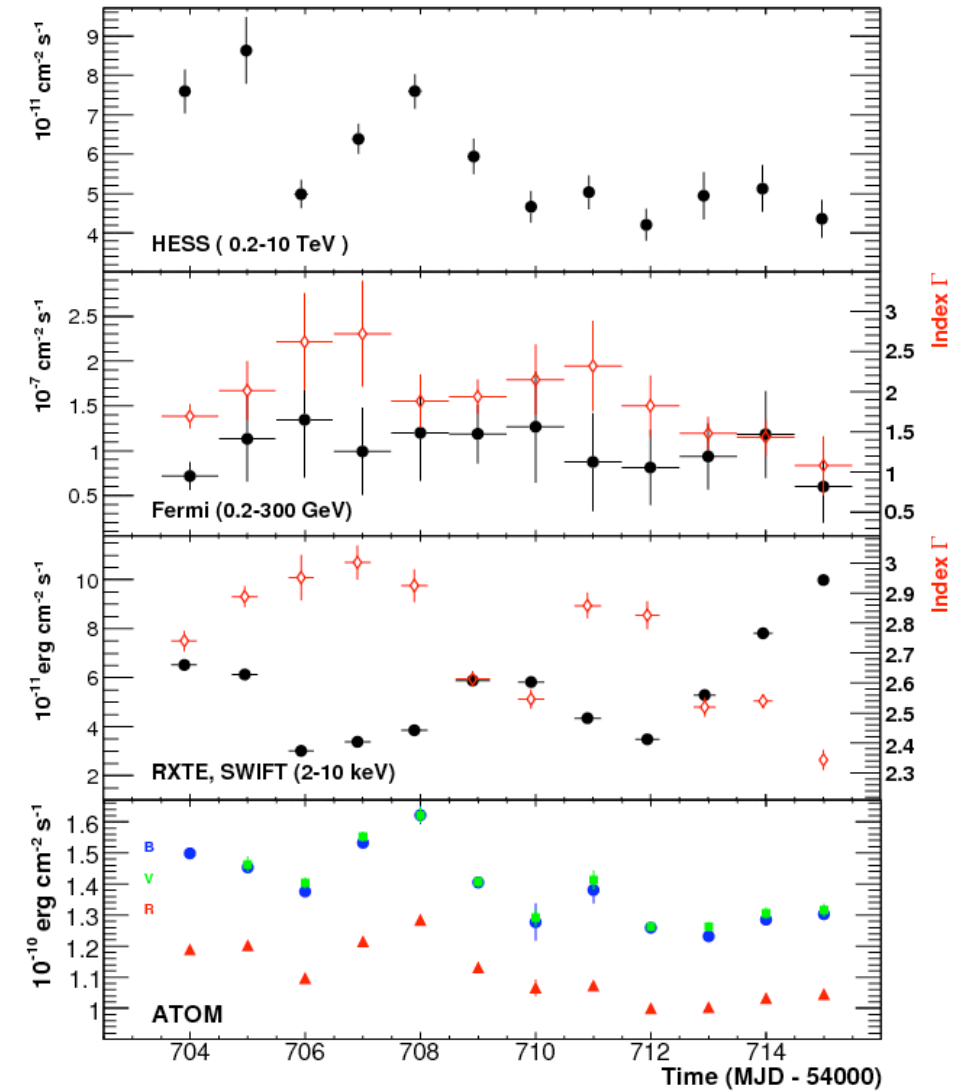 10⁻¹¹ cm⁻² s⁻¹
9
8
7
6
5
4
HESS ( 0.2-10 TeV )
10⁻⁷ cm⁻² s⁻¹
2.5
2
1.5
1
0.5
Fermi (0.2-300 GeV)
3
2.5
2
1.5
1
0.5
Index Γ
10⁻¹¹ erg cm⁻² s⁻¹
10
8
6
4
2
RXTE, SWIFT (2-10 keV)
3
2.9
2.8
2.7
2.6
2.5
2.4
2.3
Index Γ
10⁻¹⁰ erg cm⁻² s⁻¹
1.6
1.5
1.4
1.3
1.2
1.1
1
B
V
R
ATOM
704 706 708 710 712 714
Time (MJD - 54000)